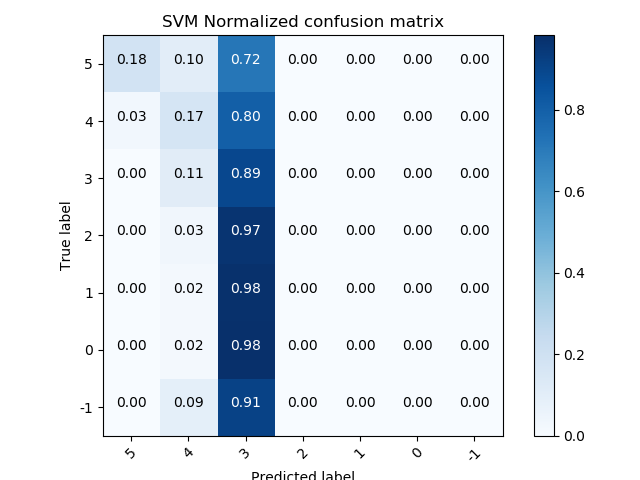 SVM Normalized confusion matrix
5 0.18 0.10 0.72 0.00 0.00 0.00 0.00
4 0.03 0.17 0.80 0.00 0.00 0.00 0.00
3 0.00 0.11 0.89 0.00 0.00 0.00 0.00
2 0.00 0.03 0.97 0.00 0.00 0.00 0.00
1 0.00 0.02 0.98 0.00 0.00 0.00 0.00
0 0.00 0.02 0.98 0.00 0.00 0.00 0.00
-1 0.00 0.09 0.91 0.00 0.00 0.00 0.00
5 4 3 2 1 0 -1
True label
Predicted label
0.8
0.6
0.4
0.2
0.0